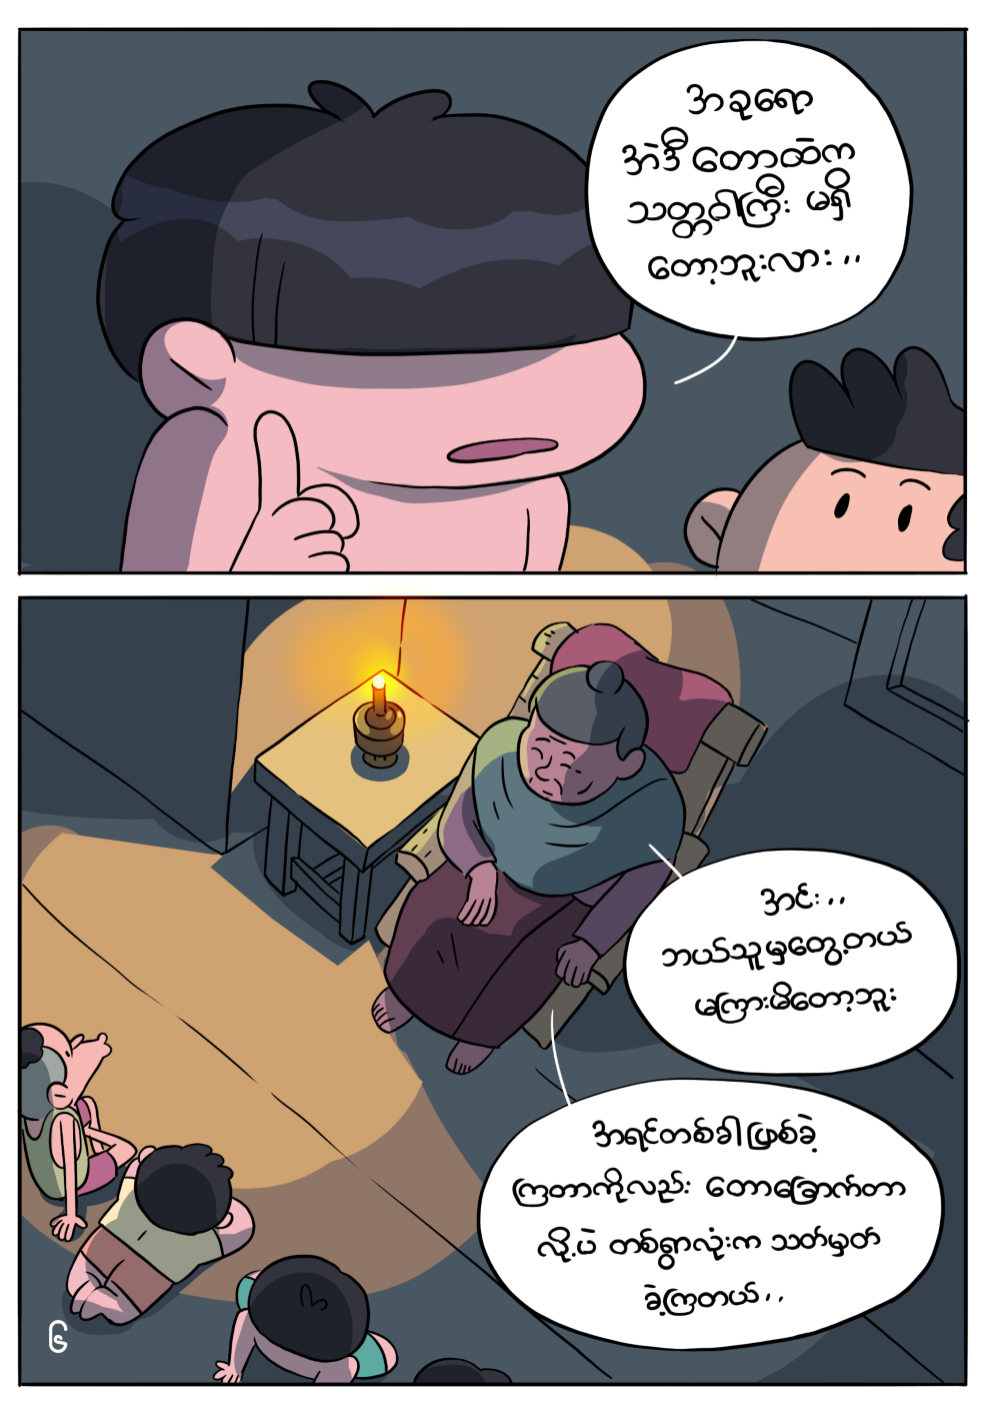 အခုရော
အဲဒီ တောထဲက
သတ္တဝါကြီး မရှိ
တော့ဘူးလား..
အင်း..
ဘယ်သူမှတွေ့တယ်
မကြားမိတော့ဘူး
အရင်တစ်ခါ ဖြစ်ခဲ့
ကြတာကိုလည်း တောခြောက်တာ
လို့ပဲ တစ်ရွာလုံးက သတ်မှတ်
ခဲ့ကြတယ်..
၆